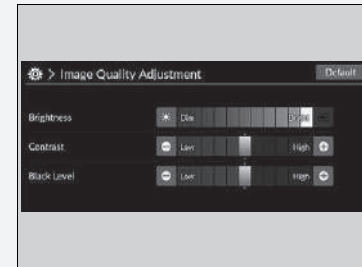 > Image Quality Adjustment Default
Brightness Dim Bright
Contrast Low High
Black Level Low High